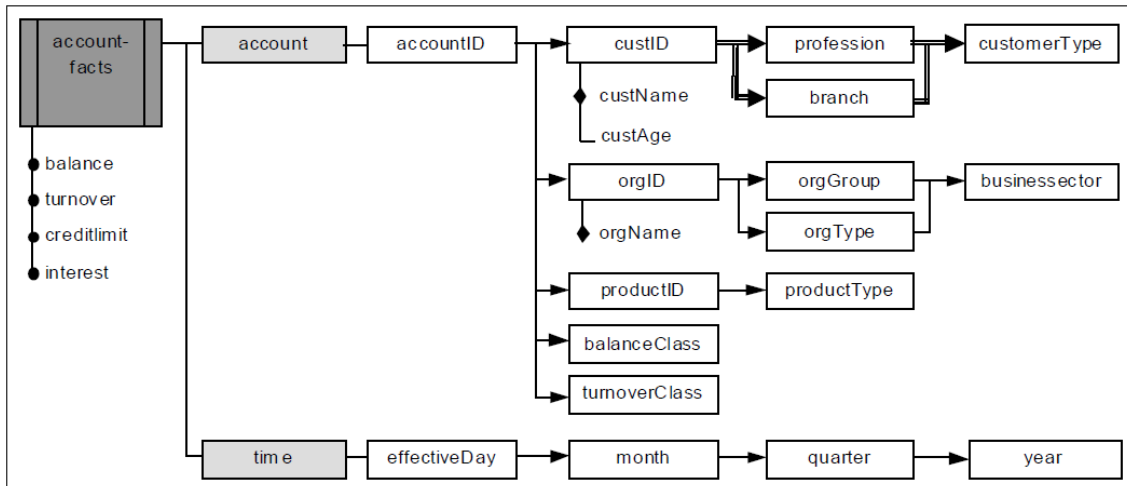 account-
facts
account
accountID
custID
profession
customerType
custName
branch
custAge
balance
turnover
creditlimit
interest
orgID
orgGroup
businessector
orgName
orgType
productID
productType
balanceClass
turnoverClass
time
effectiveDay
month
quarter
year